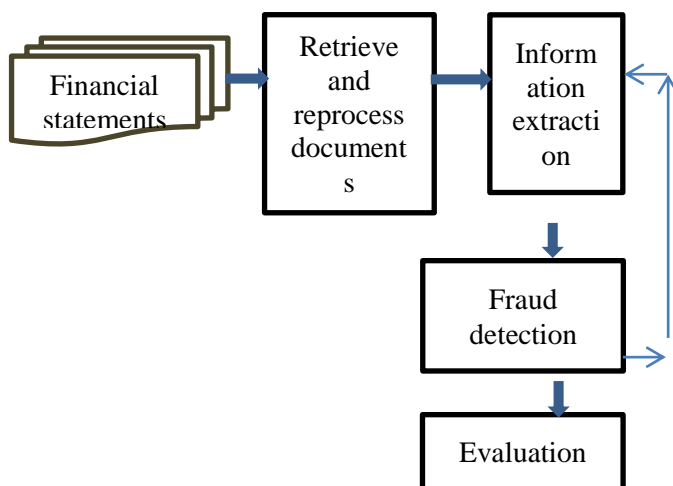 Financial
statements
Retrieve
and
reprocess
document
s
Inform
ation
extracti
on
Fraud
detection
Evaluation